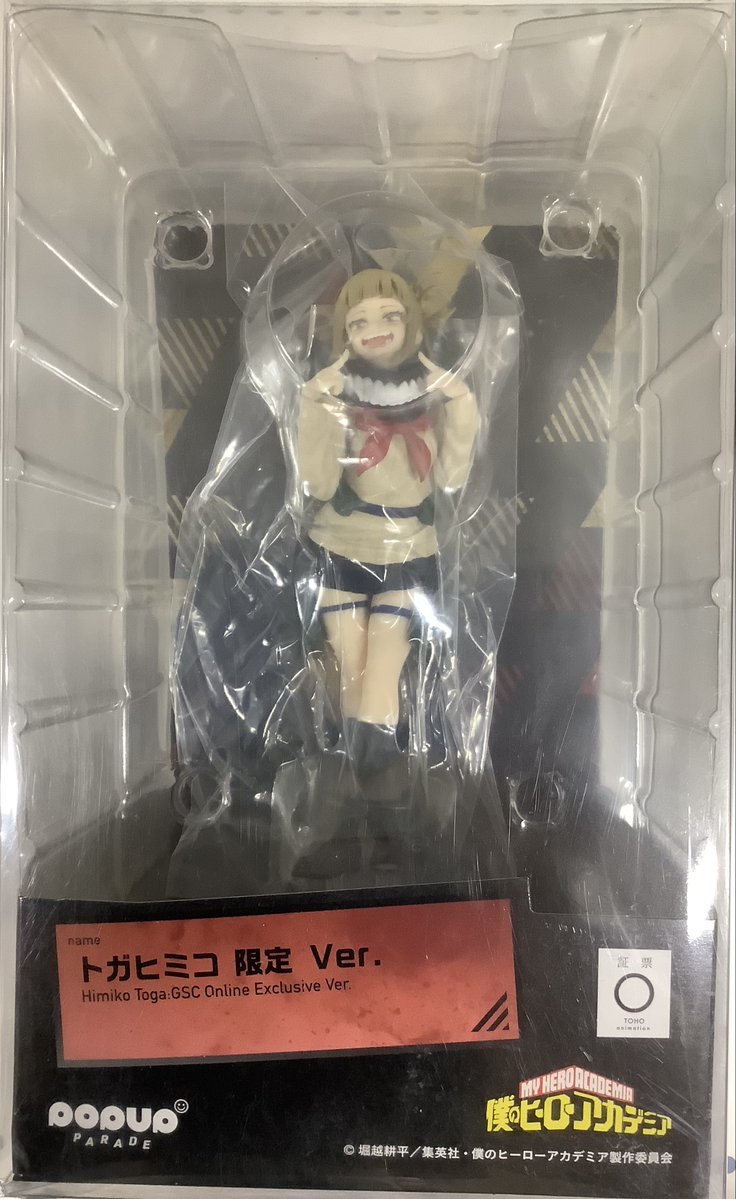 name
トガヒミコ 限定 Ver.
Himiko Toga:GSC Online Exclusive Ver.
証 票
TOHO
animation
POPUP
PARADE
MY HERO ACADEMIA
僕のヒーローアカデミア
© 堀越耕平／集英社・僕のヒーローアカデミア製作委員会